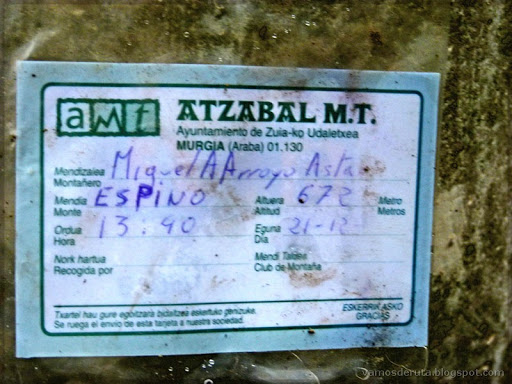 amt ATZABAL M.T.
Ayuntamiento de Zuia-ko Udaletxea
MURGIA (Araba) 01.130
Mendizalea Miguel A Arroyo Asta
Montañero
Mendia ESPINO Altuera 672 Metro
Monte Altitud Metros
Ordua 13:40 Eguna 21-12
Hora Dia
Nork hartua Mendi Taldea
Recogida por Club de Montaña
Txartel hau gure egoitzara bidaltzea eskertuko genizuke.
Se ruega el envio de esta tarjeta a nuestra sociedad.
ESKERRIK ASKO
GRACIAS
vamosderuta.blogspot.com